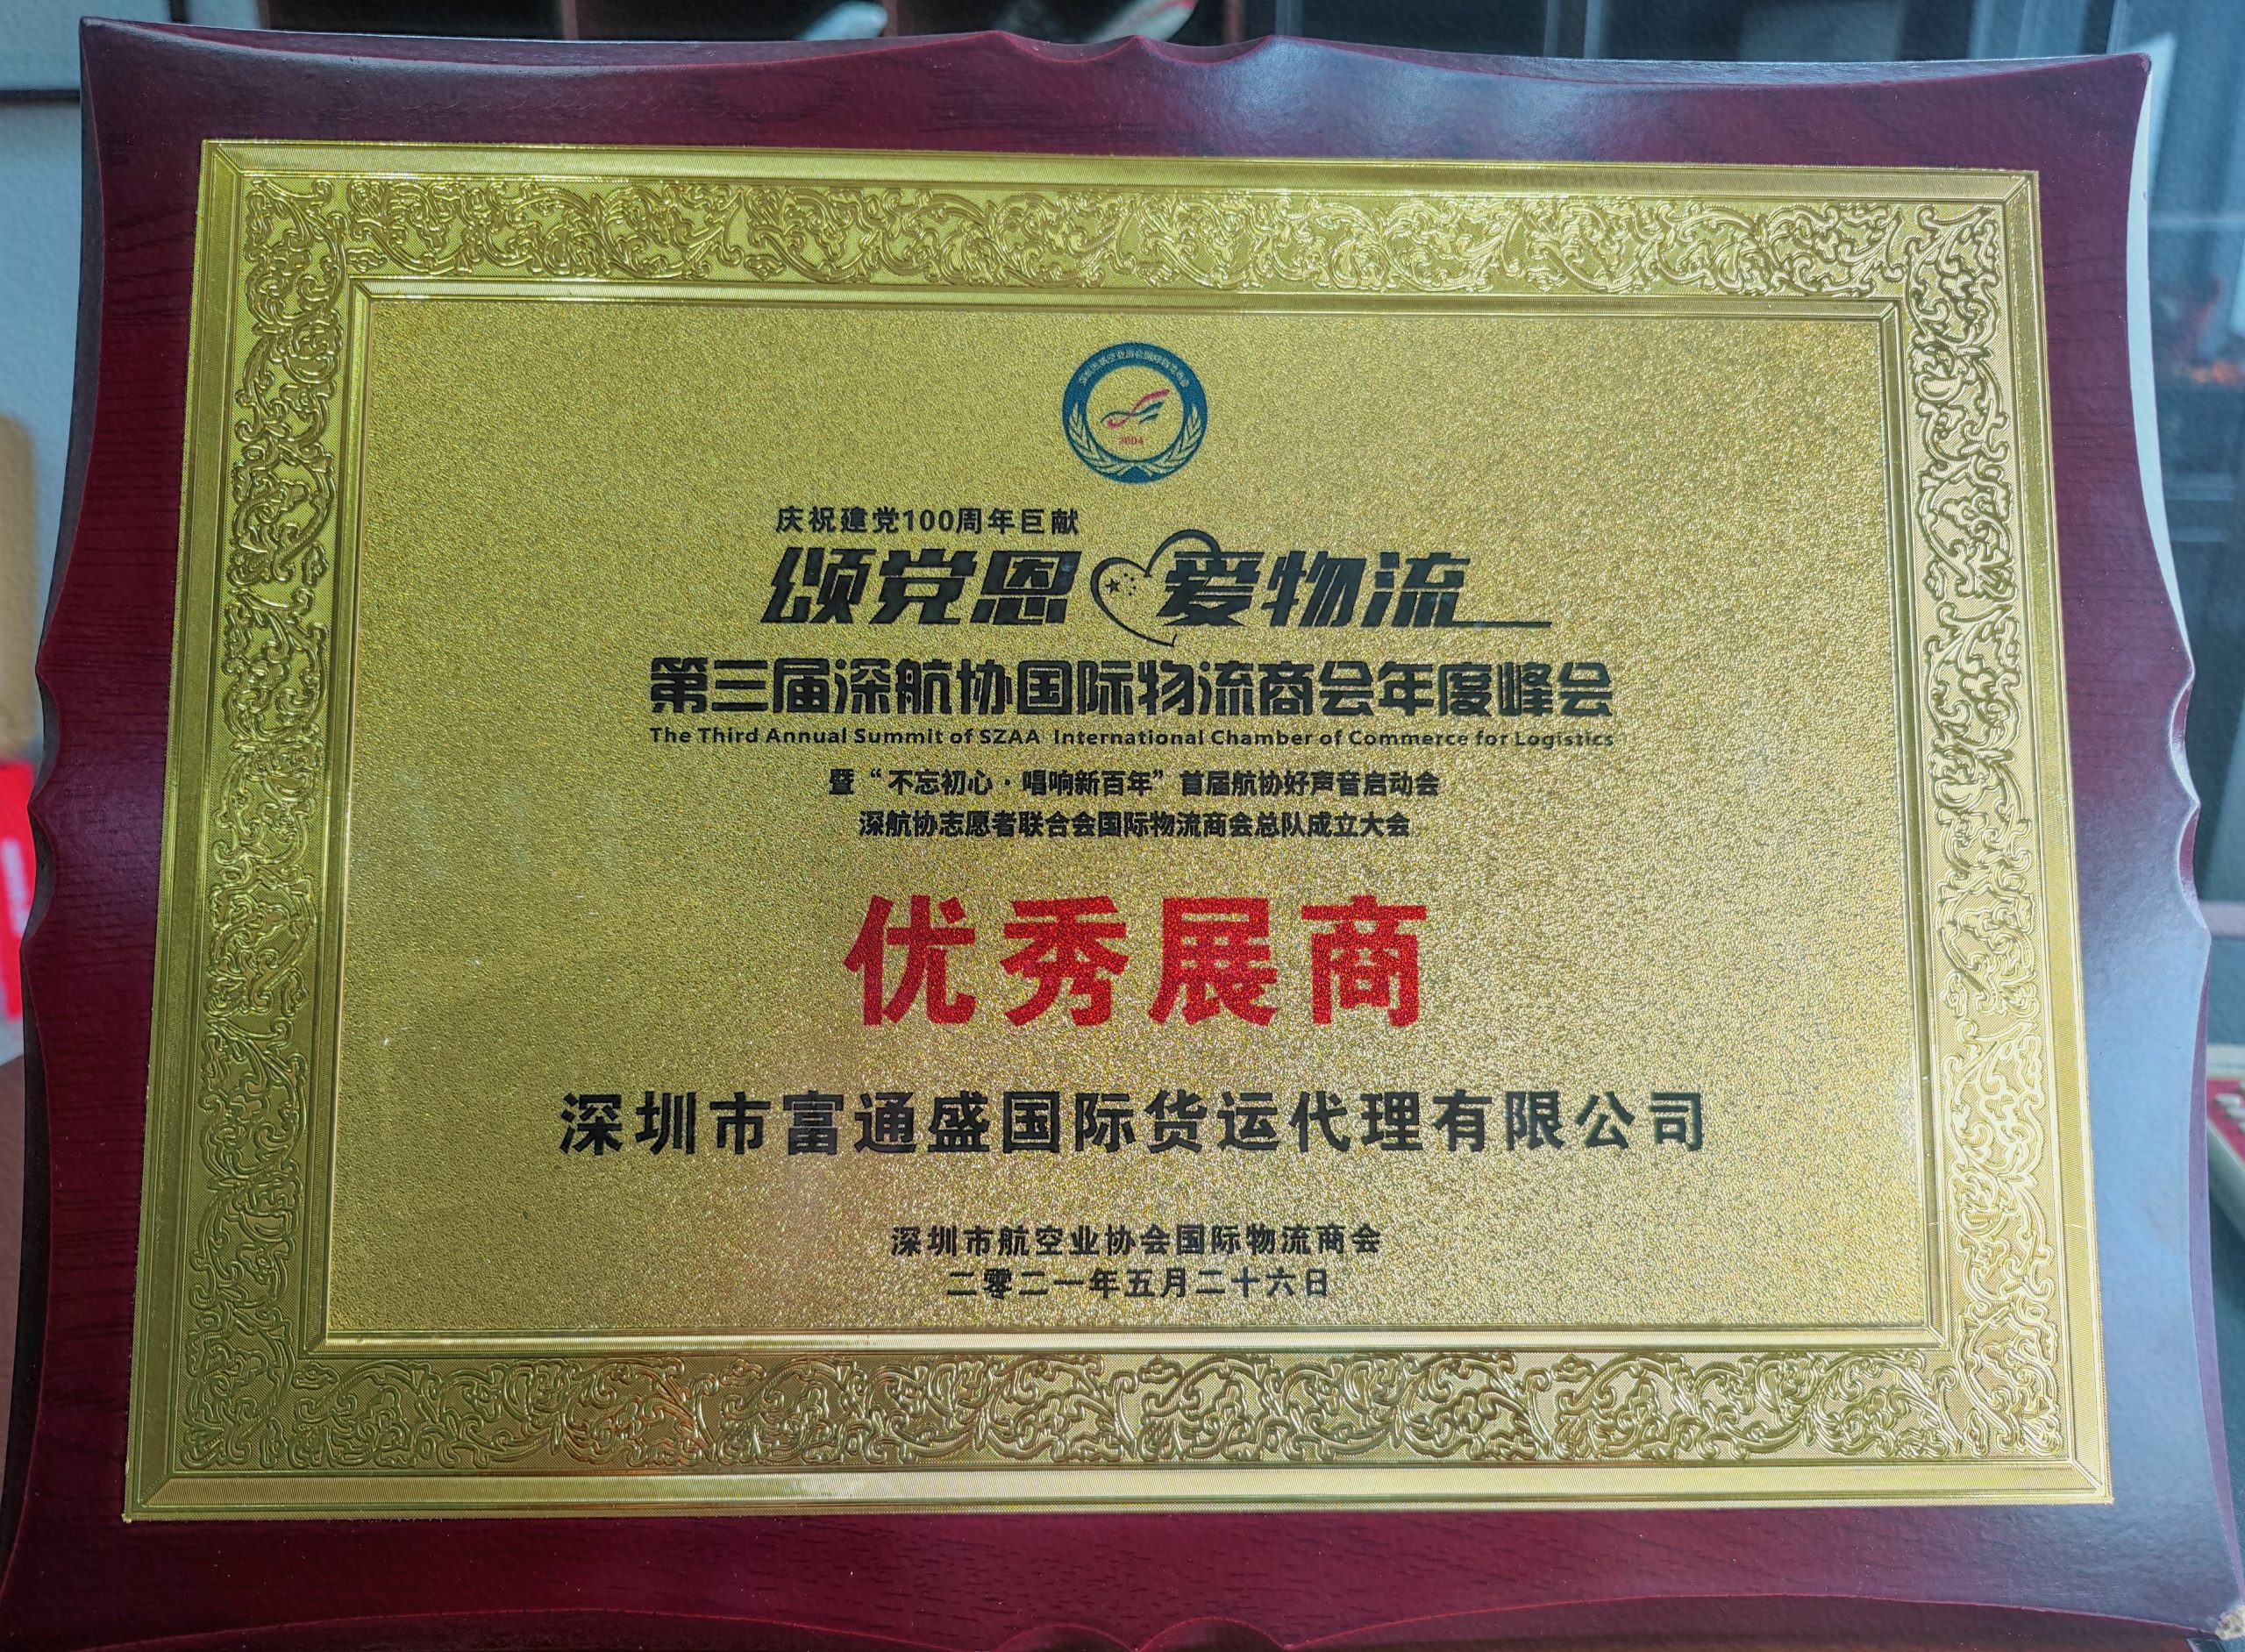 2004
庆祝建党100周年巨献
颂党恩 爱物流
第三届深航协国际物流商会年度峰会
The Third Annual Summit of SZAA International Chamber of Commerce for Logistics
暨“不忘初心·唱响新百年”首届航协好声音启动会
深航协志愿者联合会国际物流商会总队成立大会
优秀展商
深圳市富通盛国际货运代理有限公司
深圳市航空业协会国际物流商会
二零二一年五月二十六日